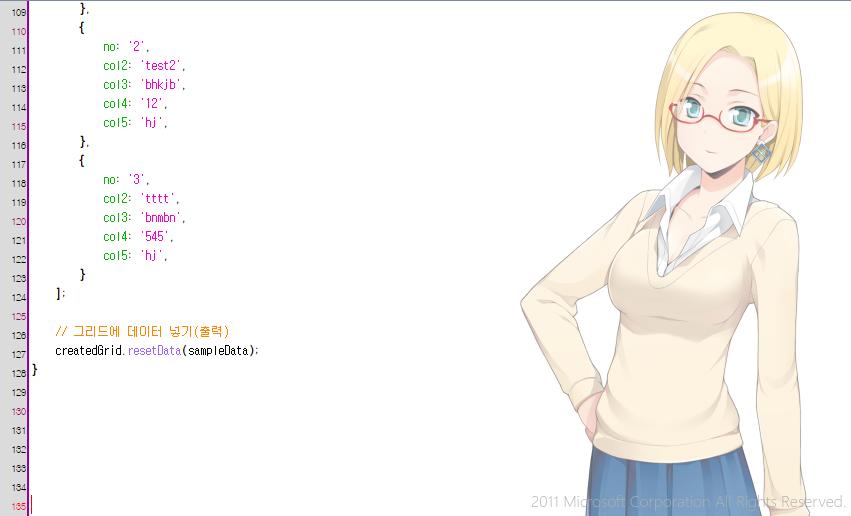 109 },
110 {
111 no: '2',
112 col2: 'test2',
113 col3: 'bhkjb',
114 col4: '12',
115 col5: 'hj',
116 },
117 {
118 no: '3',
119 col2: 'tttt',
120 col3: 'bnmbn',
121 col4: '545',
122 col5: 'hj',
123 }
124 ];
125
126 // 그리드에 데이터 넣기(출력)
127 createdGrid.resetData(sampleData);
128 }
129
130
131
132
133
134
135
2011 Microsoft Corporation All Rights Reserved.